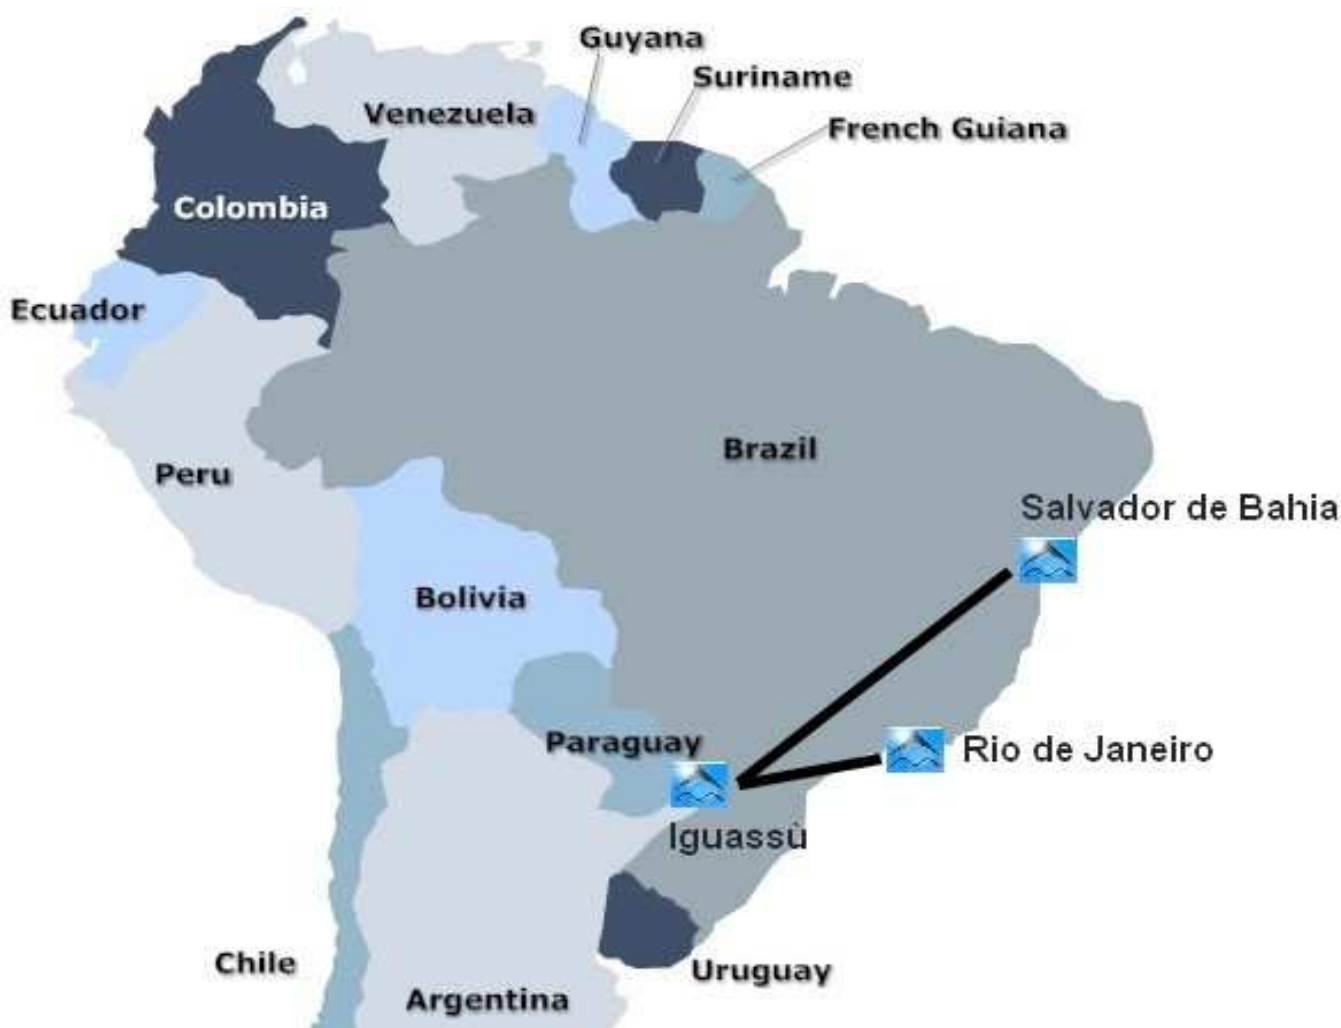 Guyana
Suriname
Venezuela
French Guiana
Colombia
Ecuador
Brazil
Peru
Salvador de Bahia
Bolivia
Paraguay
Rio de Janeiro
Iguassù
Chile
Uruguay
Argentina